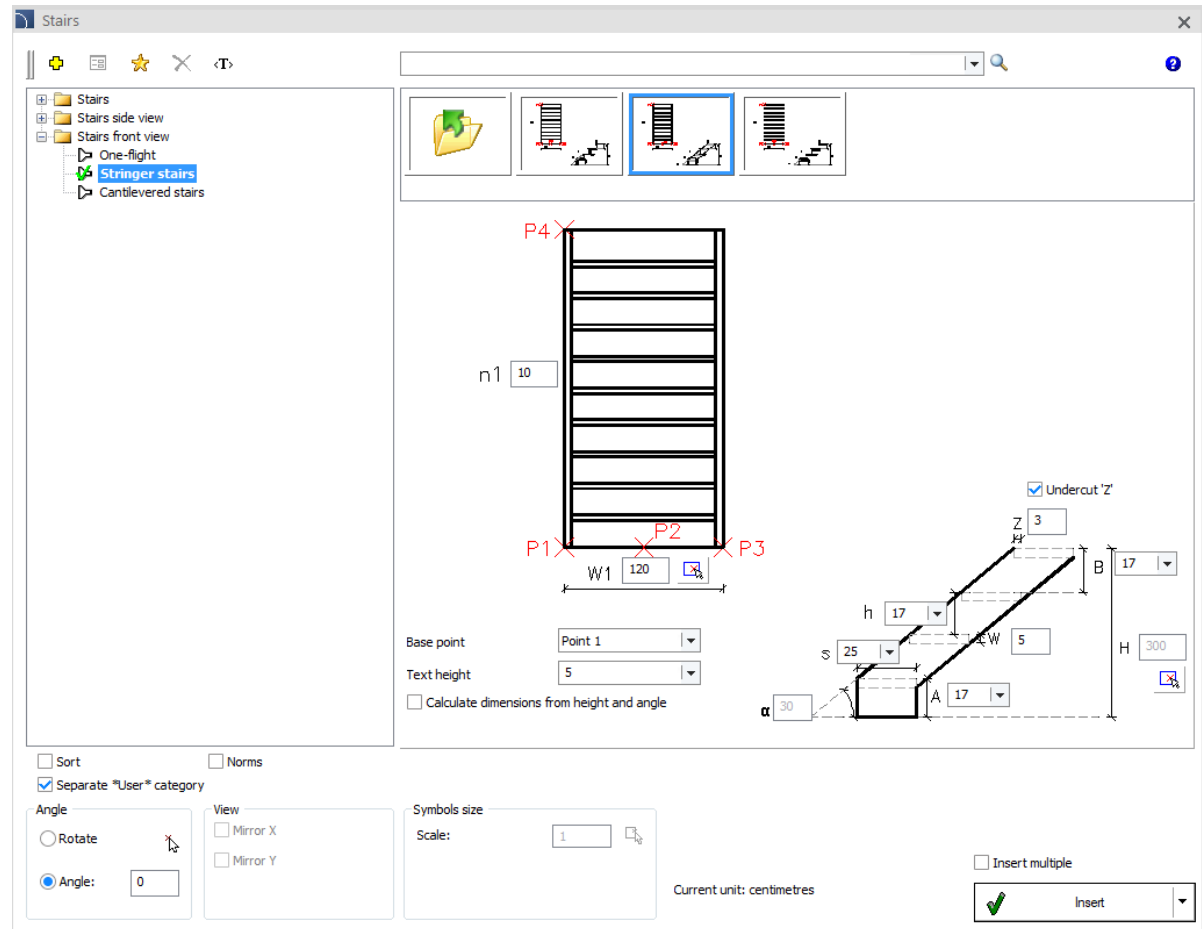 Stairs
‹T›
Stairs
Stairs side view
Stairs front view
One-flight
Stringer stairs
Cantilevered stairs
P4
n1 10
P1
P2
P3
W1 120
Undercut 'Z'
Z 3
B 17
h 17
W 5
s 25
H 300
A 17
α 30
Base point Point 1
Text height 5
Calculate dimensions from height and angle
Sort Norms
Separate *User* category
Angle
Rotate
Angle: 0
View
Mirror X
Mirror Y
Symbols size
Scale: 1
Current unit: centimetres
Insert multiple
Insert